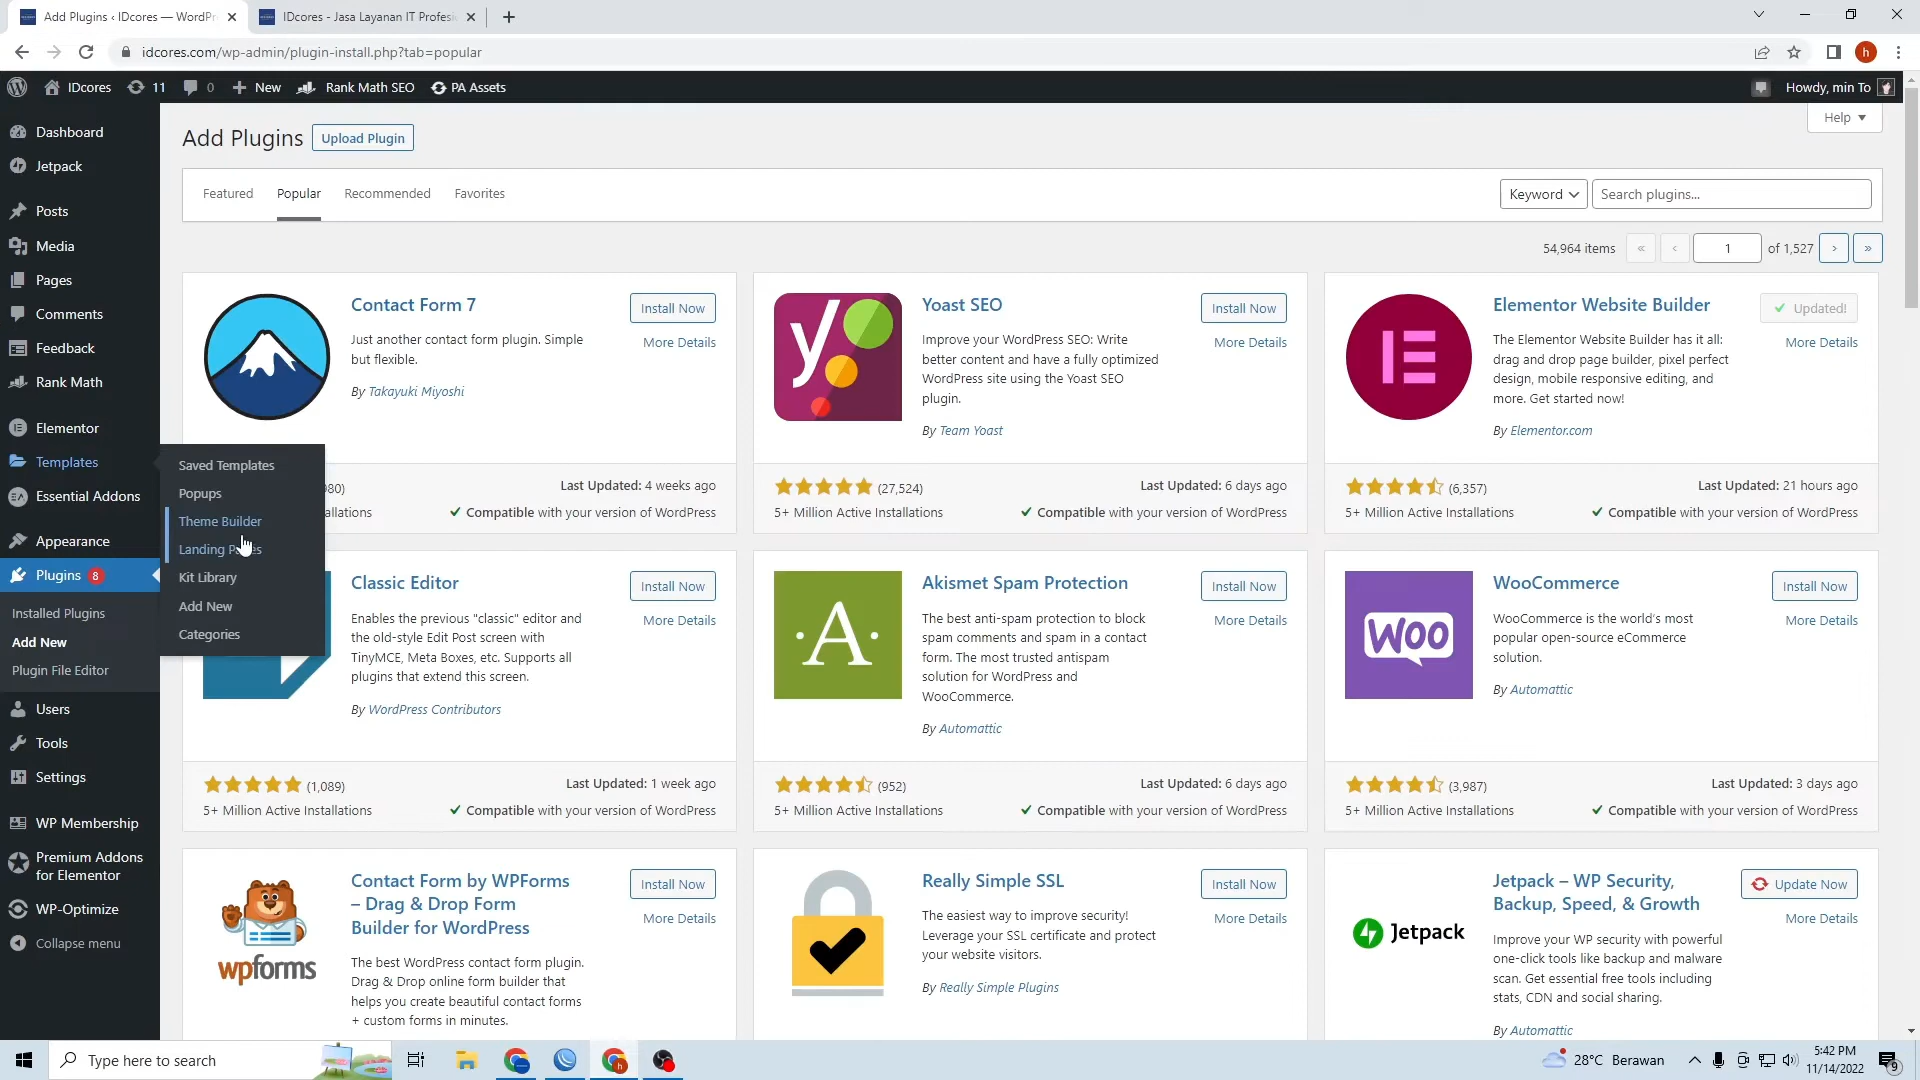 Add Plugins ‹ IDcores — WordPr
IDcores - Jasa Layanan IT Profesi
idcores.com/wp-admin/plugin-install.php?tab=popular
h
IDcores
11
0
New
Rank Math SEO
PA Assets
Howdy, min To
Dashboard
Jetpack
Posts
Media
Pages
Comments
Feedback
Rank Math
Elementor
Templates
Essential Addons
Appearance
Plugins 8
Installed Plugins
Add New
Plugin File Editor
Users
Tools
Settings
WP Membership
Premium Addons
for Elementor
WP-Optimize
Collapse menu
Saved Templates
Popups
Theme Builder
Landing
Kit Library
Add New
Categories
Help
Add Plugins
Upload Plugin
Featured
Popular
Recommended
Favorites
Keyword
Search plugins...
54,964 items
«
‹
1
of 1,527
›
»
Contact Form 7
Install Now
More Details
Just another contact form plugin. Simple
but flexible.
By Takayuki Miyoshi
80)
Last Updated: 4 weeks ago
allations
Compatible with your version of WordPress
Yoast SEO
Install Now
More Details
Improve your WordPress SEO: Write
better content and have a fully optimized
WordPress site using the Yoast SEO
plugin.
By Team Yoast
(27,524)
Last Updated: 6 days ago
5+ Million Active Installations
Compatible with your version of WordPress
Elementor Website Builder
Updated!
More Details
The Elementor Website Builder has it all:
drag and drop page builder, pixel perfect
design, mobile responsive editing, and
more. Get started now!
By Elementor.com
(6,357)
Last Updated: 21 hours ago
5+ Million Active Installations
Compatible with your version of WordPress
Classic Editor
Install Now
More Details
Enables the previous "classic" editor and
the old-style Edit Post screen with
TinyMCE, Meta Boxes, etc. Supports all
plugins that extend this screen.
By WordPress Contributors
(1,089)
Last Updated: 1 week ago
5+ Million Active Installations
Compatible with your version of WordPress
·A·
Akismet Spam Protection
Install Now
More Details
The best anti-spam protection to block
spam comments and spam in a contact
form. The most trusted antispam
solution for WordPress and
WooCommerce.
By Automattic
(952)
Last Updated: 6 days ago
5+ Million Active Installations
Compatible with your version of WordPress
WOO
WooCommerce
Install Now
More Details
WooCommerce is the world's most
popular open-source eCommerce
solution.
By Automattic
(3,987)
Last Updated: 3 days ago
5+ Million Active Installations
Compatible with your version of WordPress
wpforms
Contact Form by WPForms
– Drag & Drop Form
Builder for WordPress
Install Now
More Details
The best WordPress contact form plugin.
Drag & Drop online form builder that
helps you create beautiful contact forms
+ custom forms in minutes.
Really Simple SSL
Install Now
More Details
The easiest way to improve security!
Leverage your SSL certificate and protect
your website visitors.
By Really Simple Plugins
Jetpack
Jetpack – WP Security,
Backup, Speed, & Growth
Update Now
More Details
Improve your WP security with powerful
one-click tools like backup and malware
scan. Get essential free tools including
stats, CDN and social sharing.
By Automattic
Type here to search
28°C Berawan
5:42 PM
11/14/2022
9